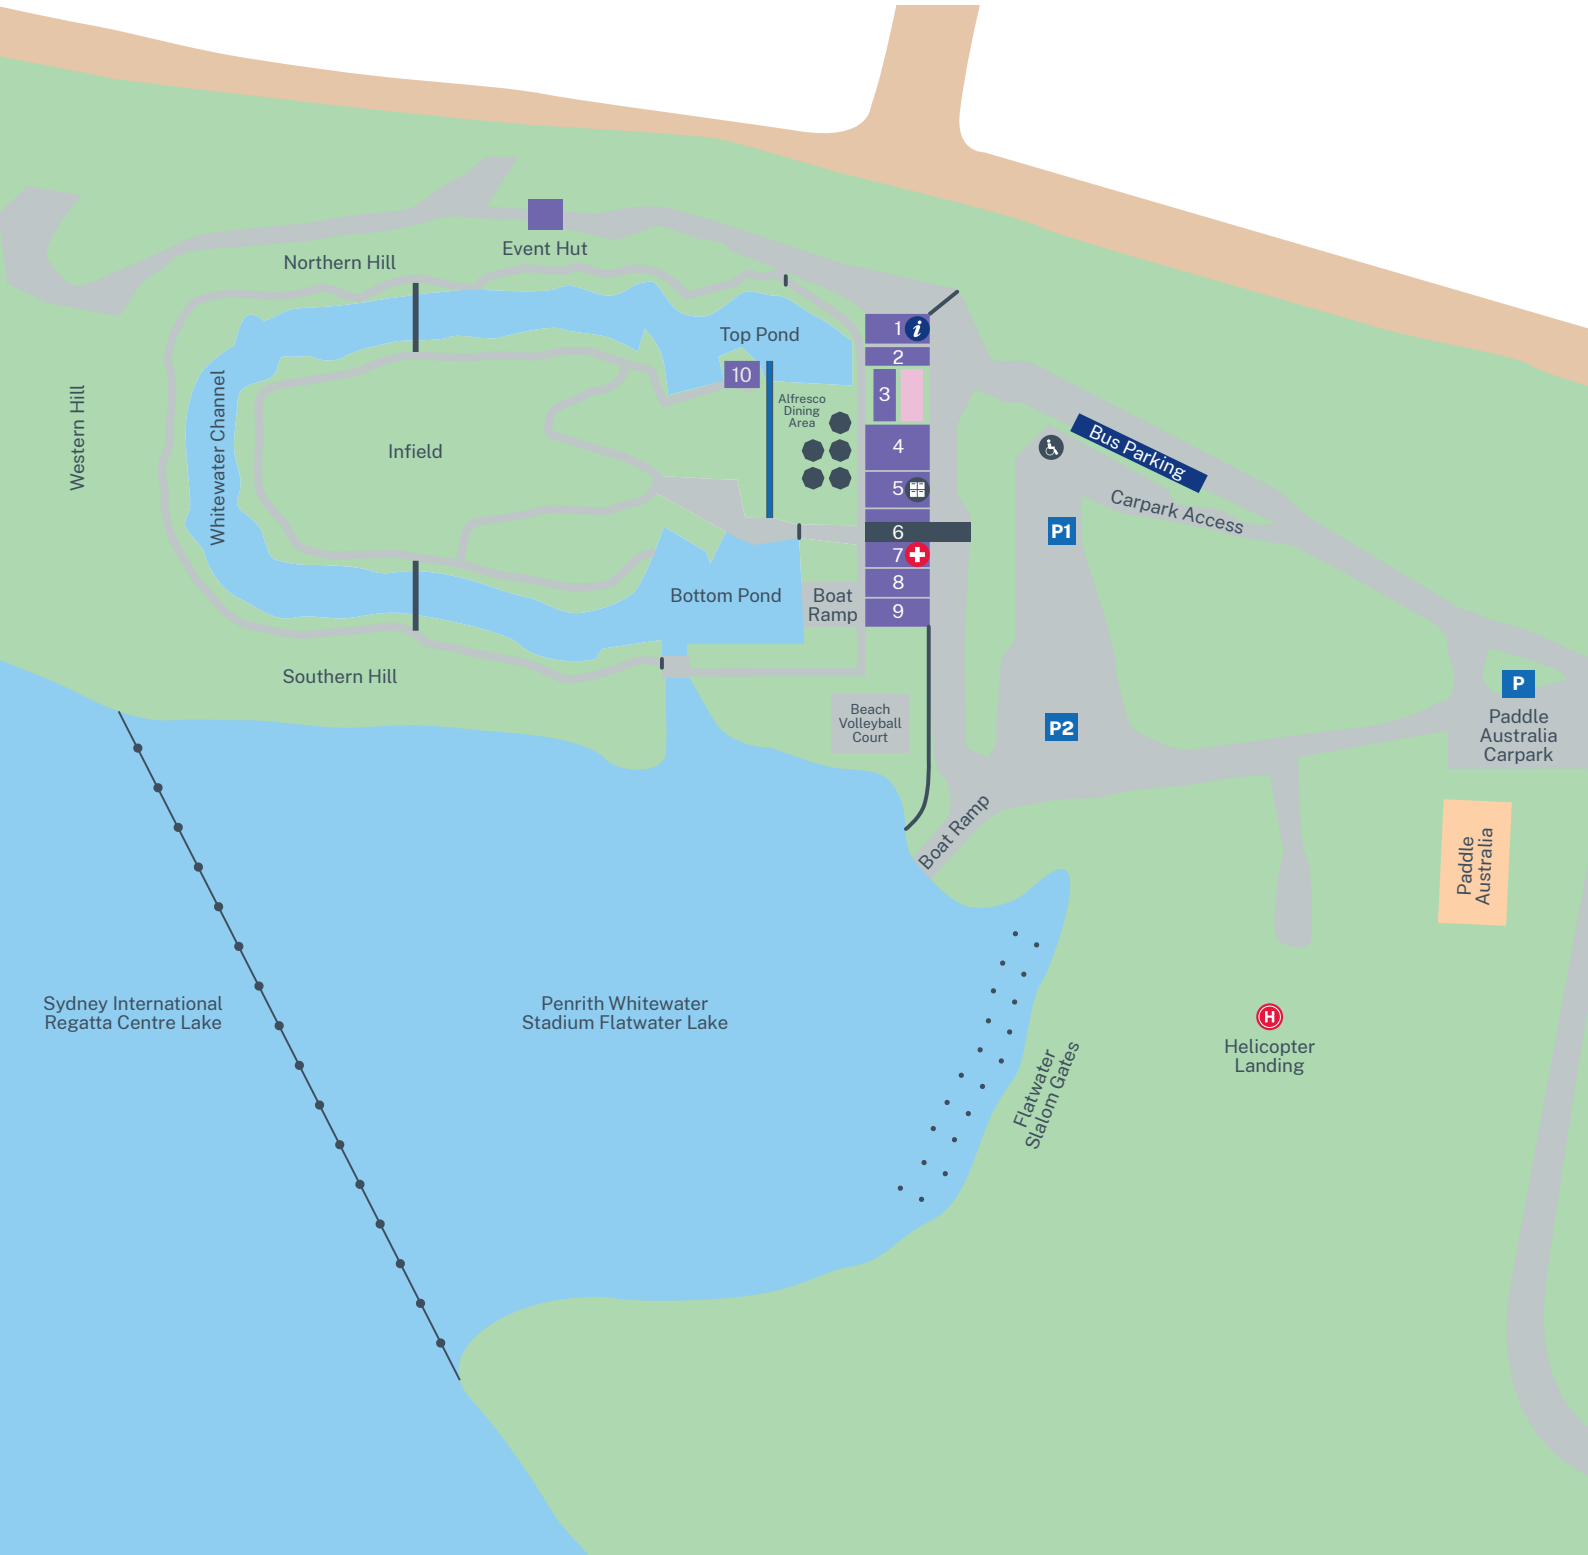 Event Hut
Northern Hill
Top Pond
1
i
2
3
10
Alfresco
Dining
Area
4
5
6
7
8
9
Bus Parking
Carpark Access
P1
Western Hill
Whitewater Channel
Infield
Bottom Pond
Boat
Ramp
Southern Hill
Beach
Volleyball
Court
P2
P
Paddle
Australia
Carpark
Boat Ramp
Paddle
Australia
Sydney International
Regatta Centre Lake
Penrith Whitewater
Stadium Flatwater Lake
Flatwater
Slalom Gates
H
Helicopter
Landing